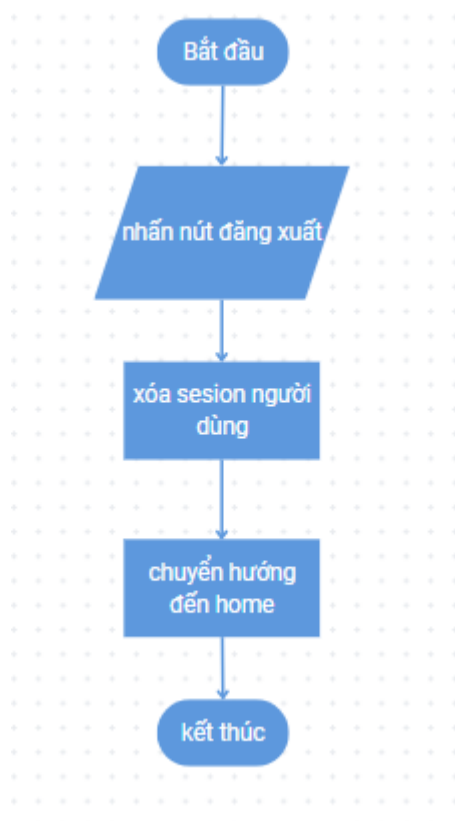 Bắt đầu
nhấn nút đăng xuất
xóa sesion người
dùng
chuyển hướng
đến home
kết thúc